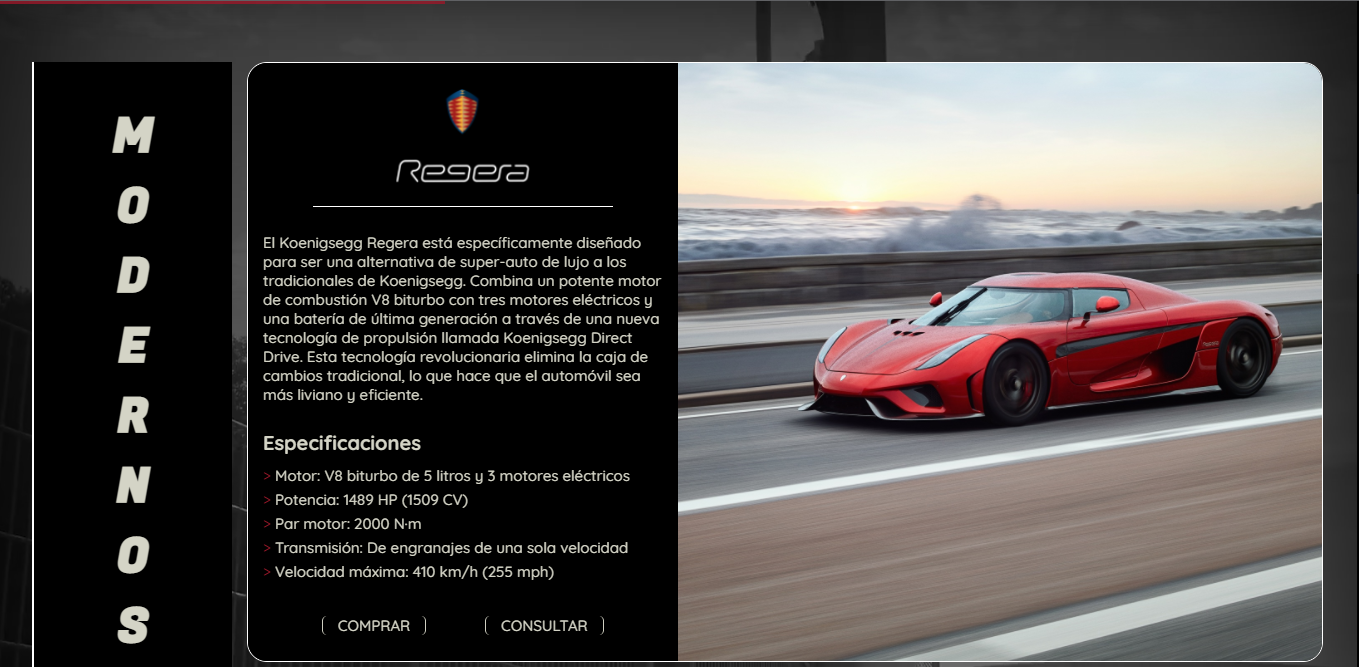 MODERNOS
Regera
El Koenigsegg Regera está específicamente diseñado
para ser una alternativa de super-auto de lujo a los
tradicionales de Koenigsegg. Combina un potente motor
de combustión V8 biturbo con tres motores eléctricos y
una batería de última generación a través de una nueva
tecnología de propulsión llamada Koenigsegg Direct
Drive. Esta tecnología revolucionaria elimina la caja de
cambios tradicional, lo que hace que el automóvil sea
más liviano y eficiente.
Especificaciones
> Motor: V8 biturbo de 5 litros y 3 motores eléctricos
> Potencia: 1489 HP (1509 CV)
> Par motor: 2000 N·m
> Transmisión: De engranajes de una sola velocidad
> Velocidad máxima: 410 km/h (255 mph)
COMPRAR CONSULTAR